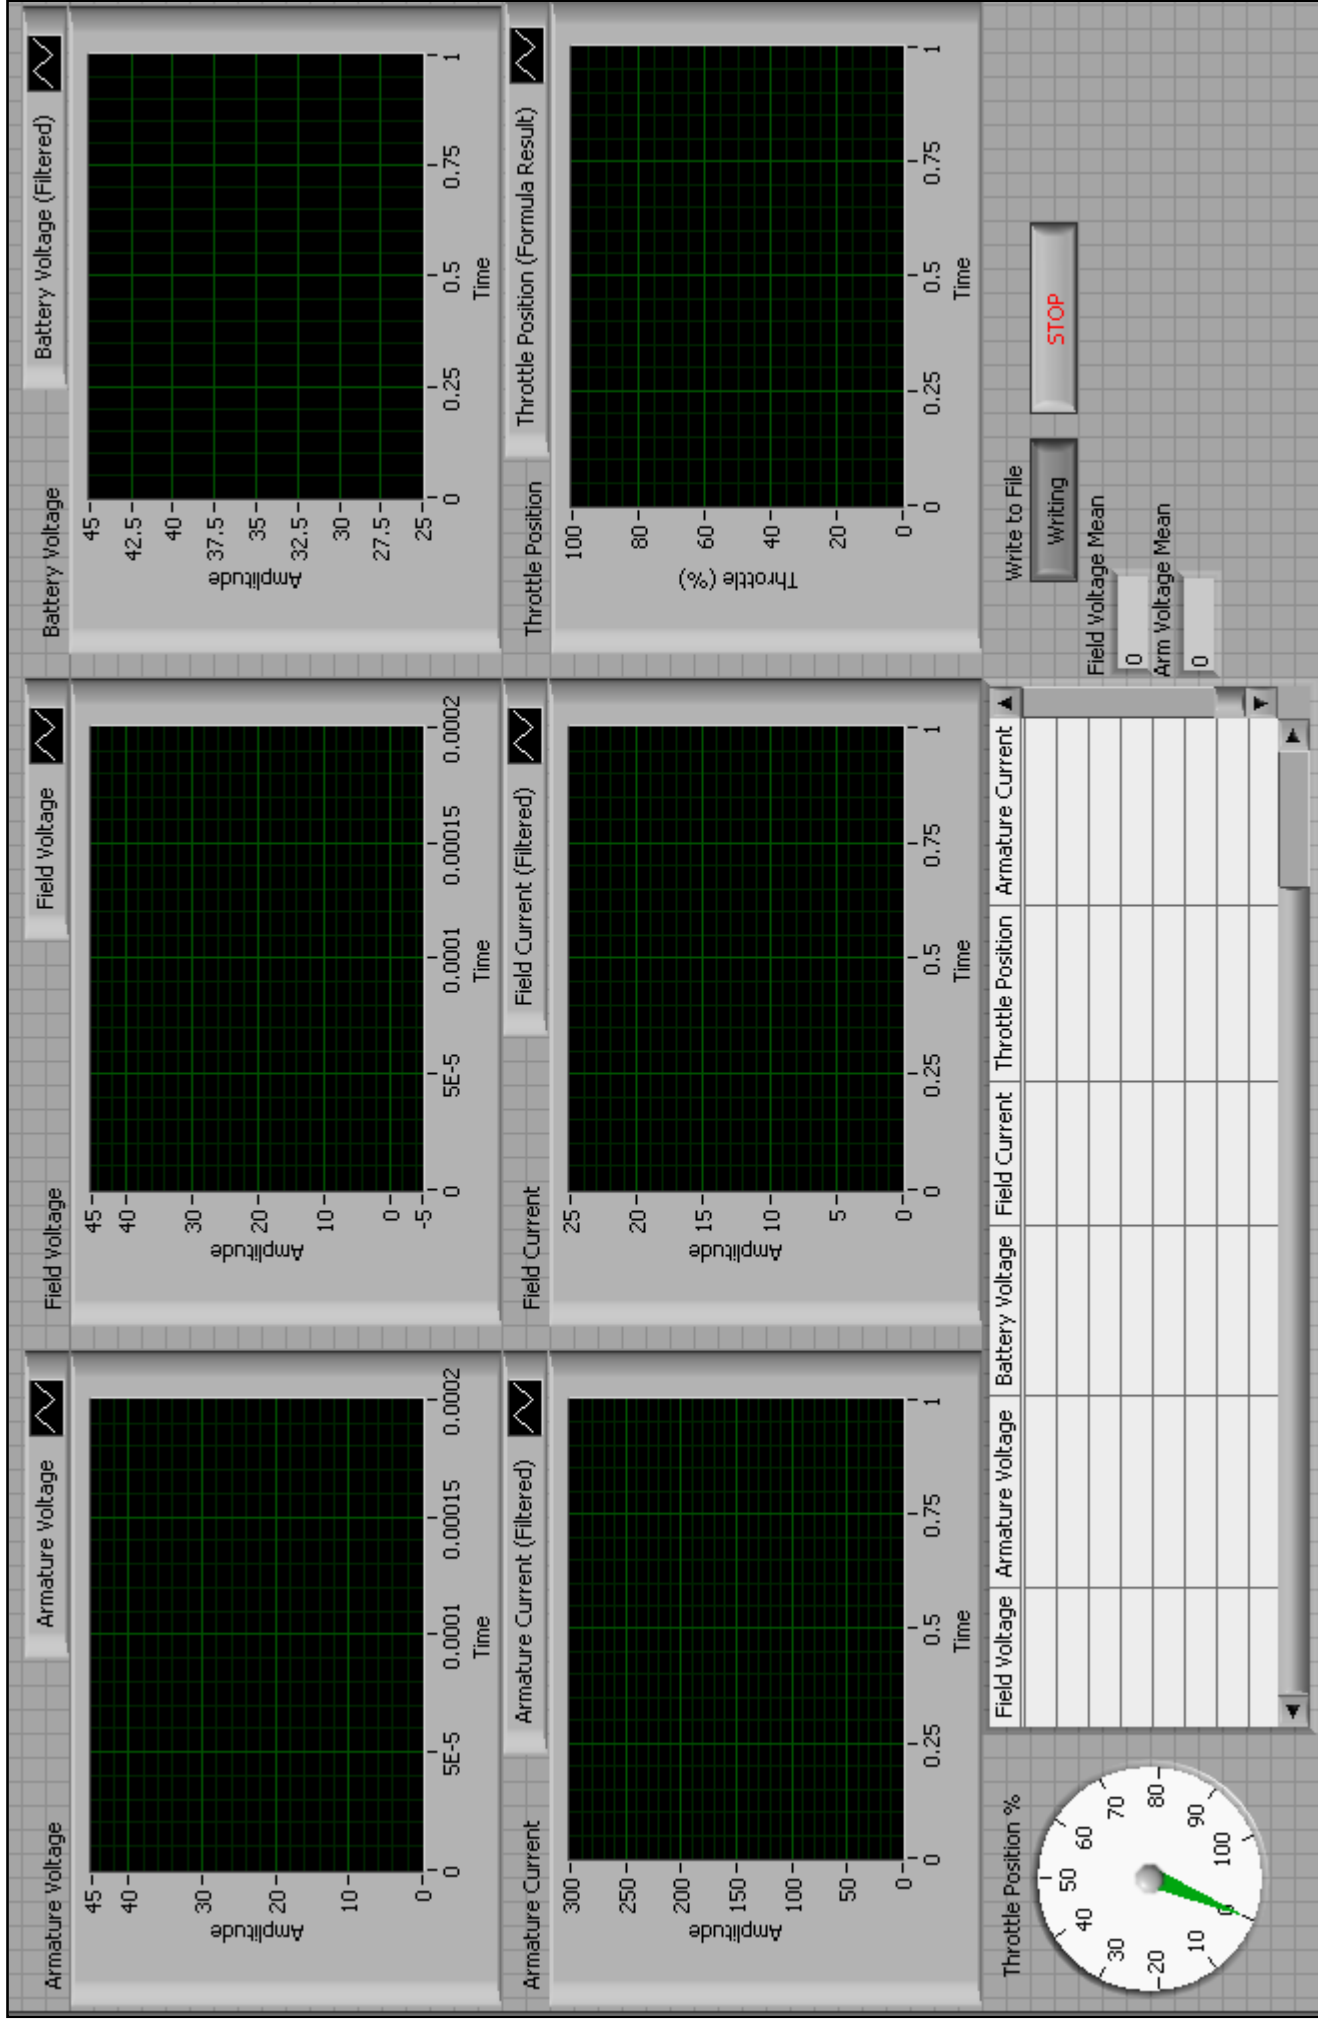 Armature Voltage
Armature Voltage
45
40
30
20
10
0
Amplitude
0
5E-5
0.0001
0.00015
0.0002
Time
Field Voltage
Field Voltage
45
40
30
20
10
0
-5
Amplitude
0
5E-5
0.0001
0.00015
0.0002
Time
Battery Voltage
Battery Voltage (Filtered)
45
42.5
40
37.5
35
32.5
30
27.5
25
Amplitude
0
0.25
0.5
0.75
1
Time
Armature Current
Armature Current (Filtered)
300
250
200
150
100
50
0
Amplitude
0
0.25
0.5
0.75
1
Time
Field Current
Field Current (Filtered)
25
20
15
10
5
0
Amplitude
0
0.25
0.5
0.75
1
Time
Throttle Position
Throttle Position (Formula Result)
100
80
60
40
20
0
Throttle (%)
0
0.25
0.5
0.75
1
Time
Throttle Position %
0
10
20
30
40
50
60
70
80
90
100
Field Voltage Armature Voltage Battery Voltage Field Current Throttle Position Armature Current
Write to File
Writing
STOP
Field Voltage Mean
0
Arm Voltage Mean
0